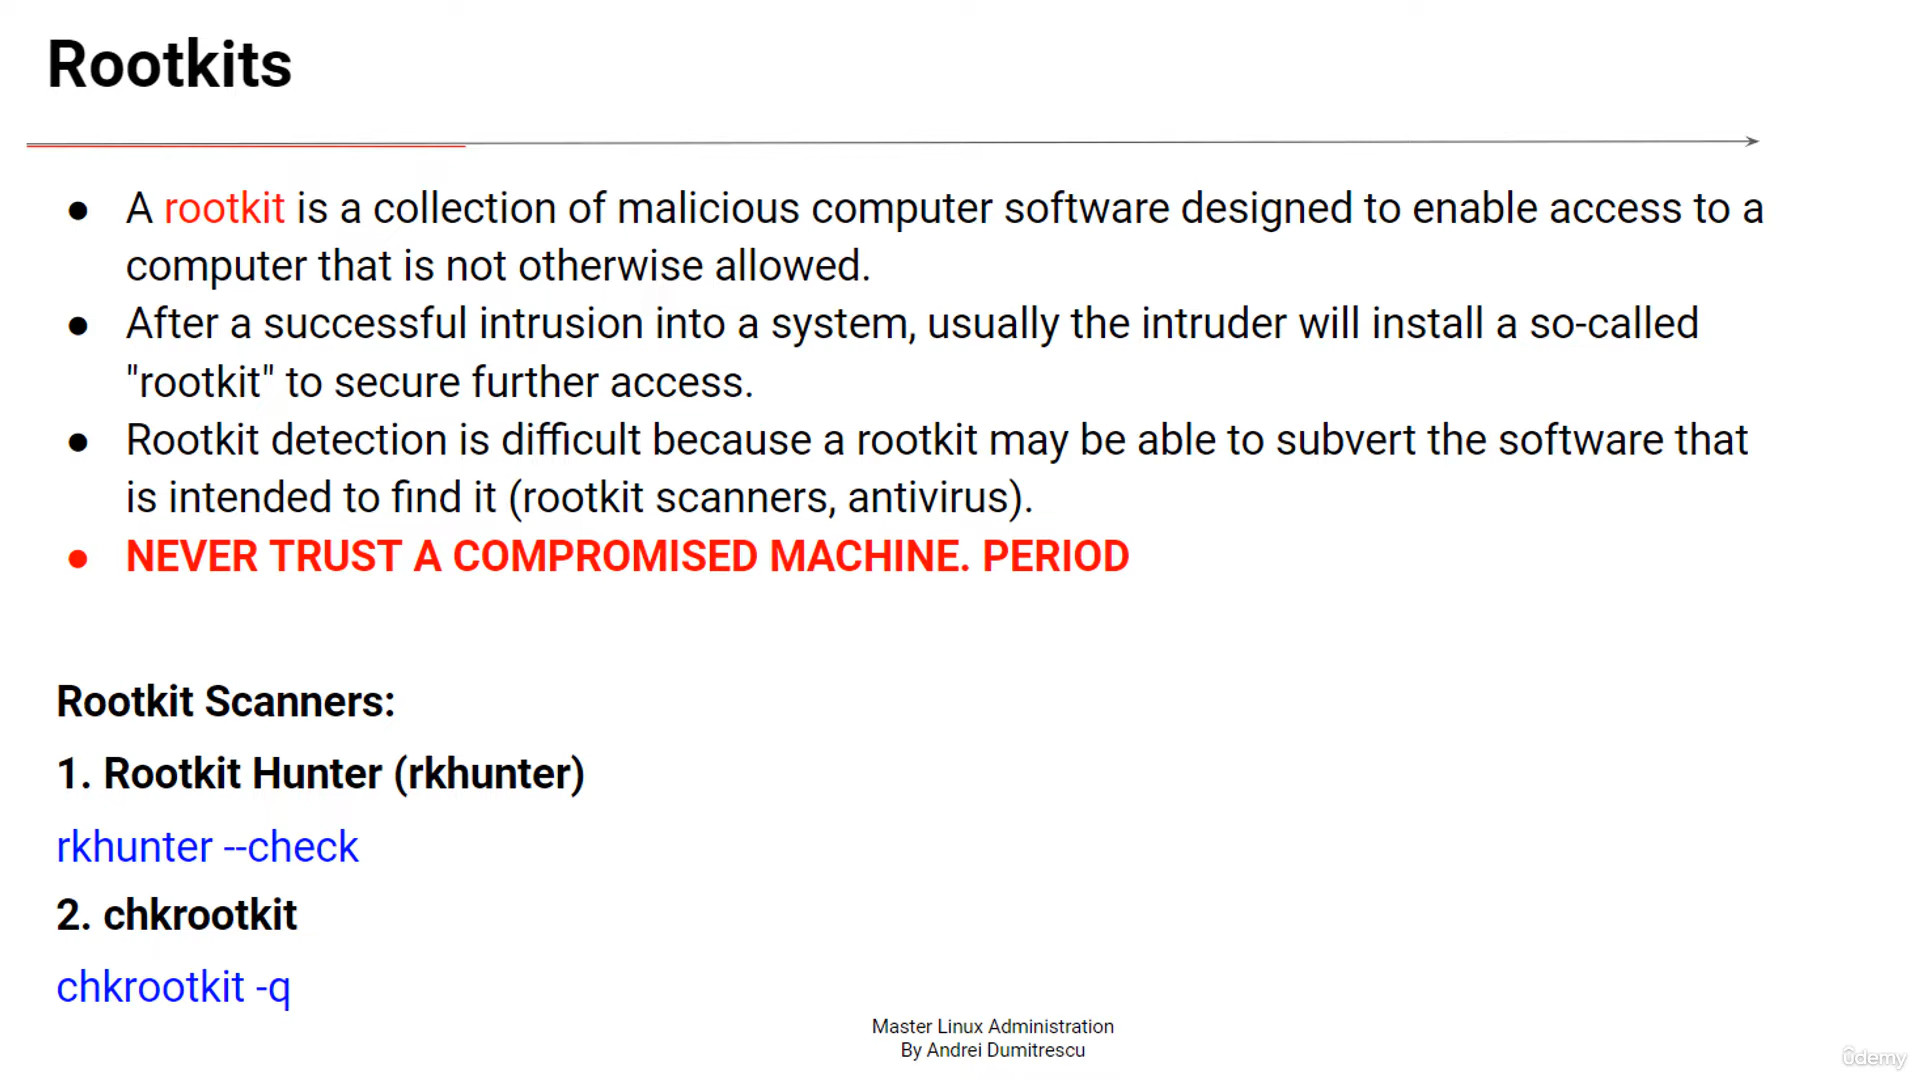 Rootkits
● A rootkit is a collection of malicious computer software designed to enable access to a
computer that is not otherwise allowed.
● After a successful intrusion into a system, usually the intruder will install a so-called
"rootkit" to secure further access.
● Rootkit detection is difficult because a rootkit may be able to subvert the software that
is intended to find it (rootkit scanners, antivirus).
● NEVER TRUST A COMPROMISED MACHINE. PERIOD
Rootkit Scanners:
1. Rootkit Hunter (rkhunter)
rkhunter --check
2. chkrootkit
chkrootkit -q
Master Linux Administration
By Andrei Dumitrescu
ûdemy